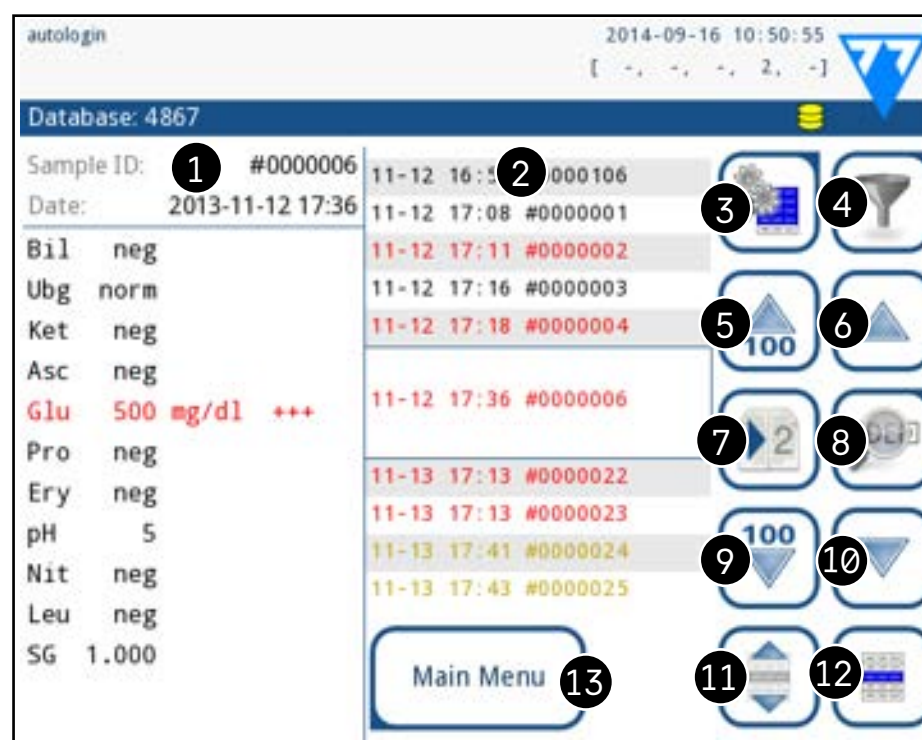 autologin
2014-09-16 10:50:55
[ -, -, -, 2, -]
77
Database: 4867
Sample ID: 1 #0000006
Date: 2013-11-12 17:36
Bil neg
Ubg norm
Ket neg
Asc neg
Glu 500 mg/dl +++
Pro neg
Ery neg
pH 5
Nit neg
Leu neg
SG 1.000
11-12 16: 2 000106
11-12 17:08 #0000001
11-12 17:11 #0000002
11-12 17:16 #0000003
11-12 17:18 #0000004
11-12 17:36 #0000006
11-13 17:13 #0000022
11-13 17:13 #0000023
11-13 17:41 #0000024
11-13 17:43 #0000025
Main Menu 13
3
4
5 100
6
7 2
8
9 100
10
11
12